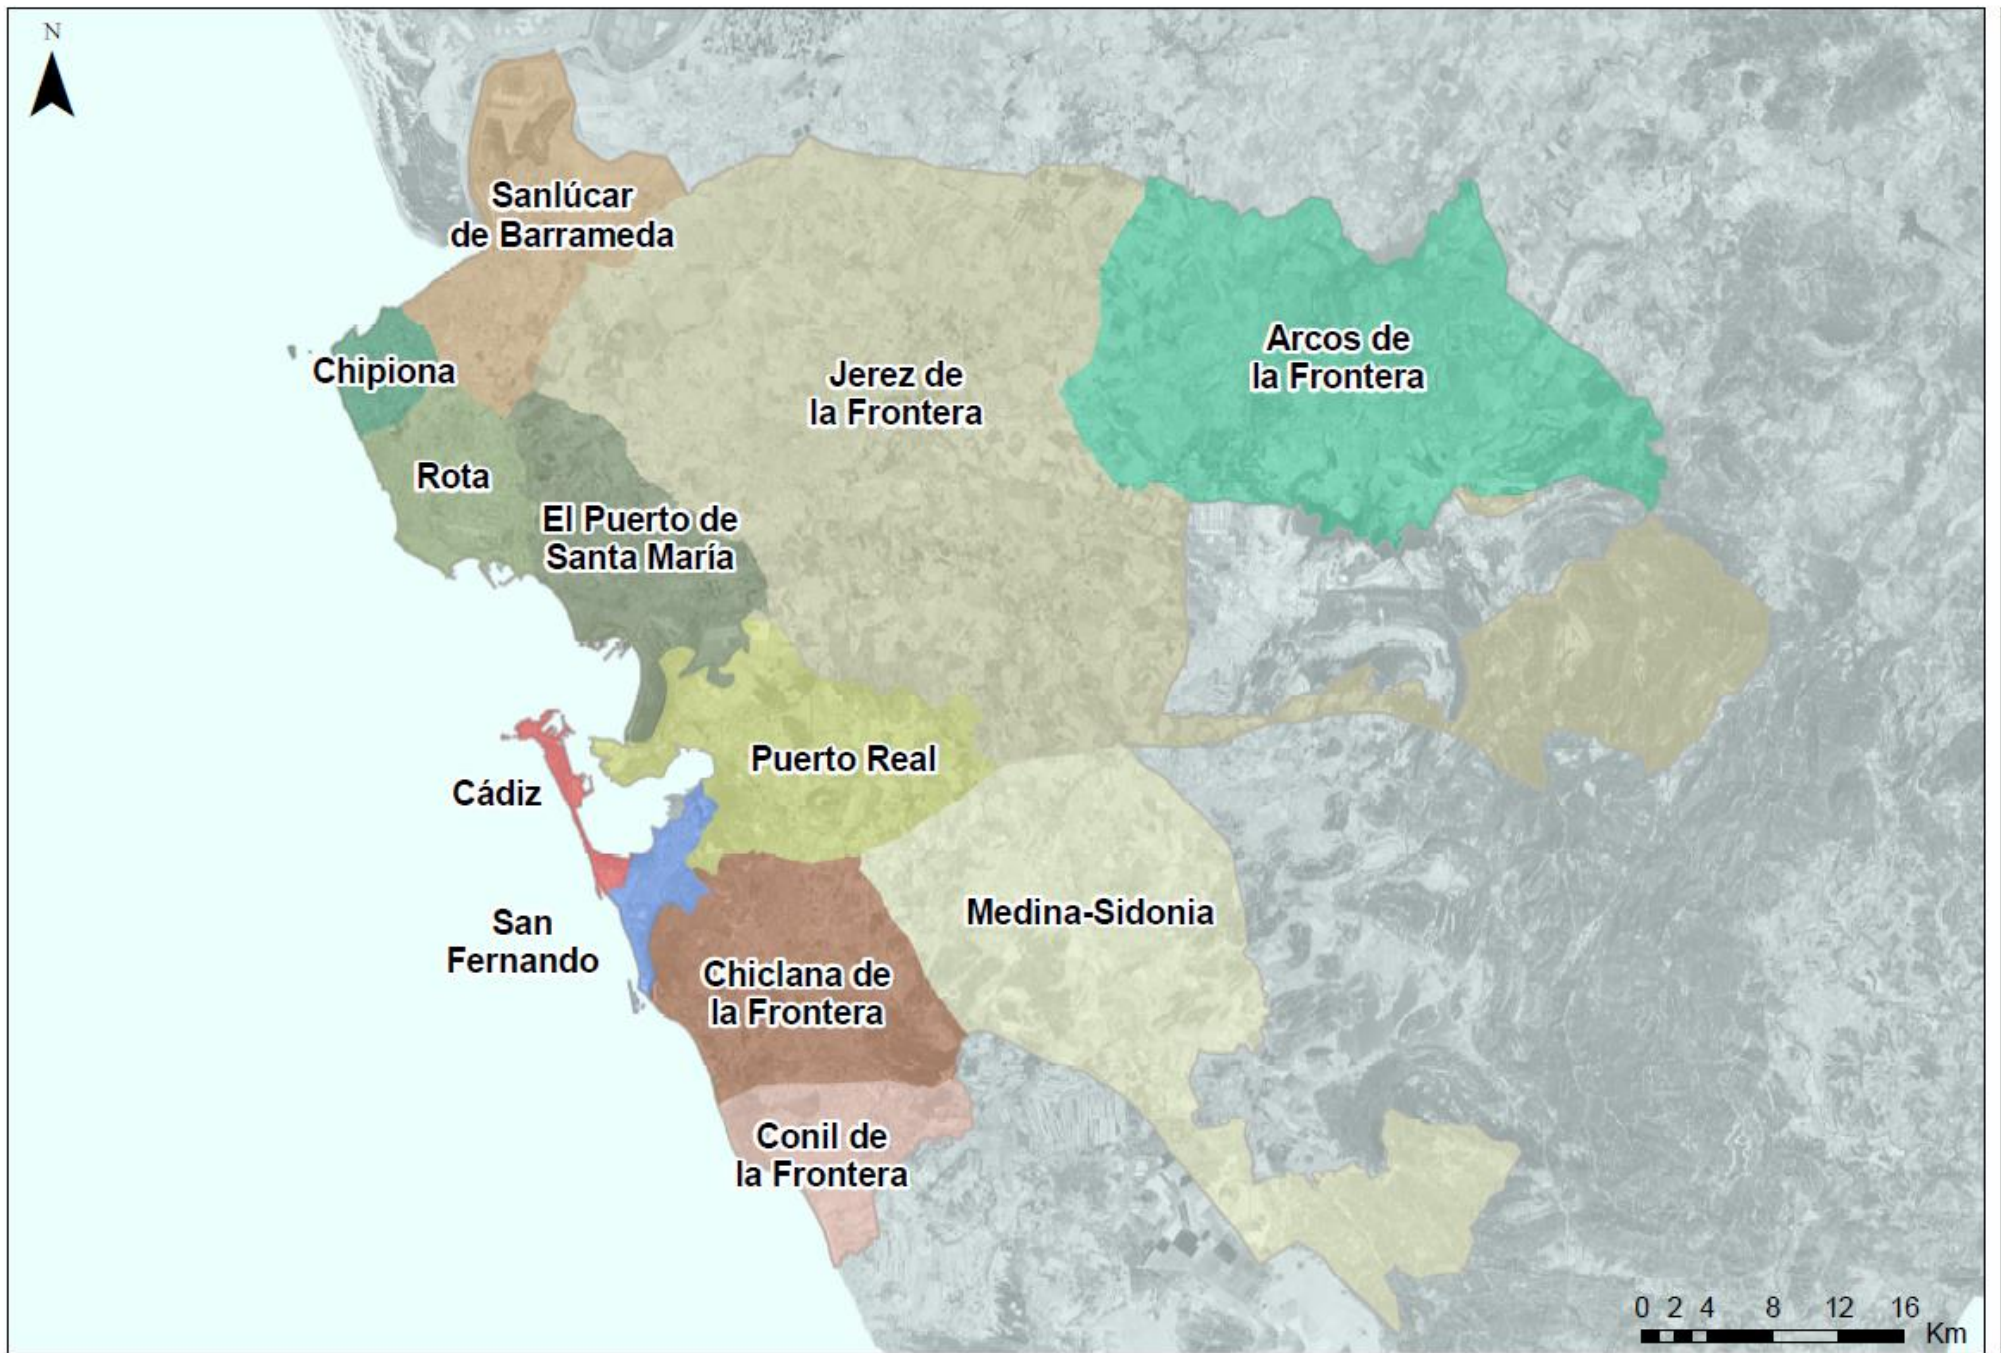 N
Sanlúcar
de Barrameda
Chipiona
Jerez de
la Frontera
Arcos de
la Frontera
Rota
El Puerto de
Santa María
Puerto Real
Cádiz
Medina-Sidonia
San
Fernando
Chiclana de
la Frontera
Conil de
la Frontera
0 2 4 8 12 16
Km